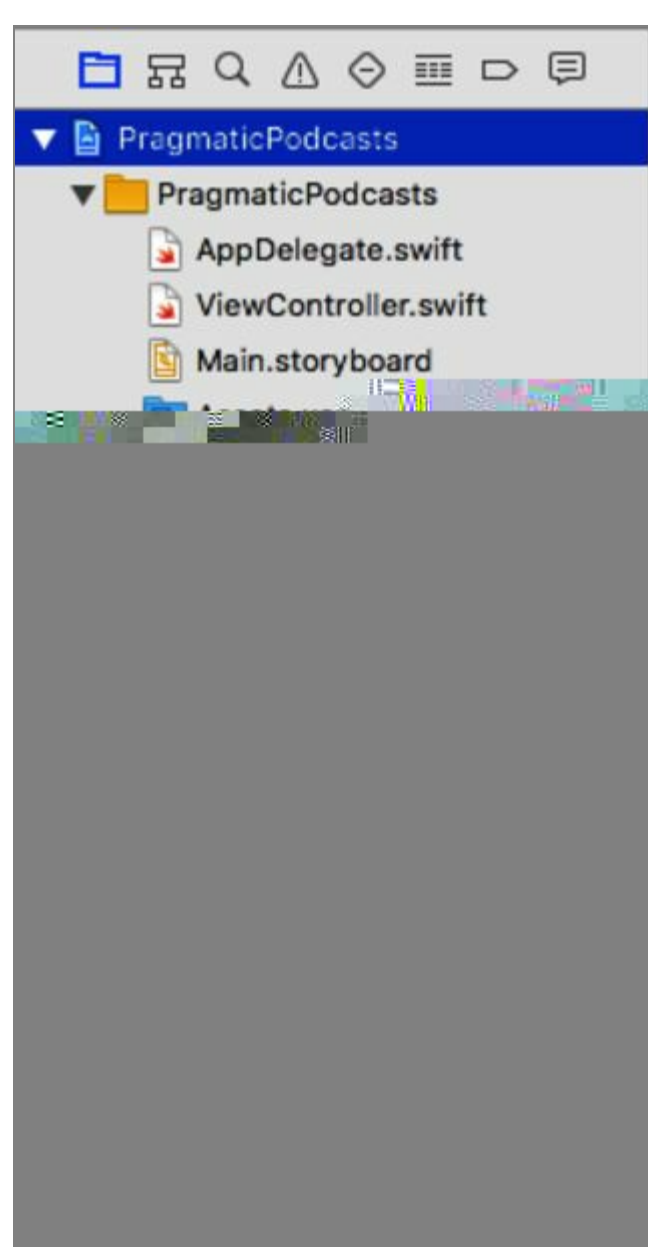 PragmaticPodcasts
PragmaticPodcasts
AppDelegate.swift
ViewController.swift
Main.storyboard